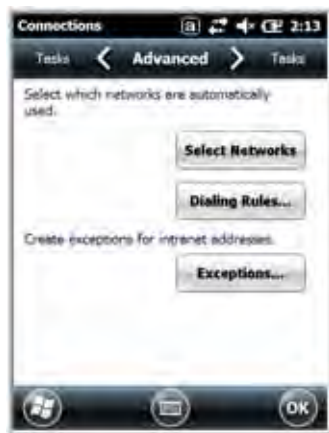 Connections 2:13
Tasks Advanced Tasks
Select which networks are automatically
used.
Select Networks
Dialing Rules...
Create exceptions for intranet addresses.
Exceptions...
OK